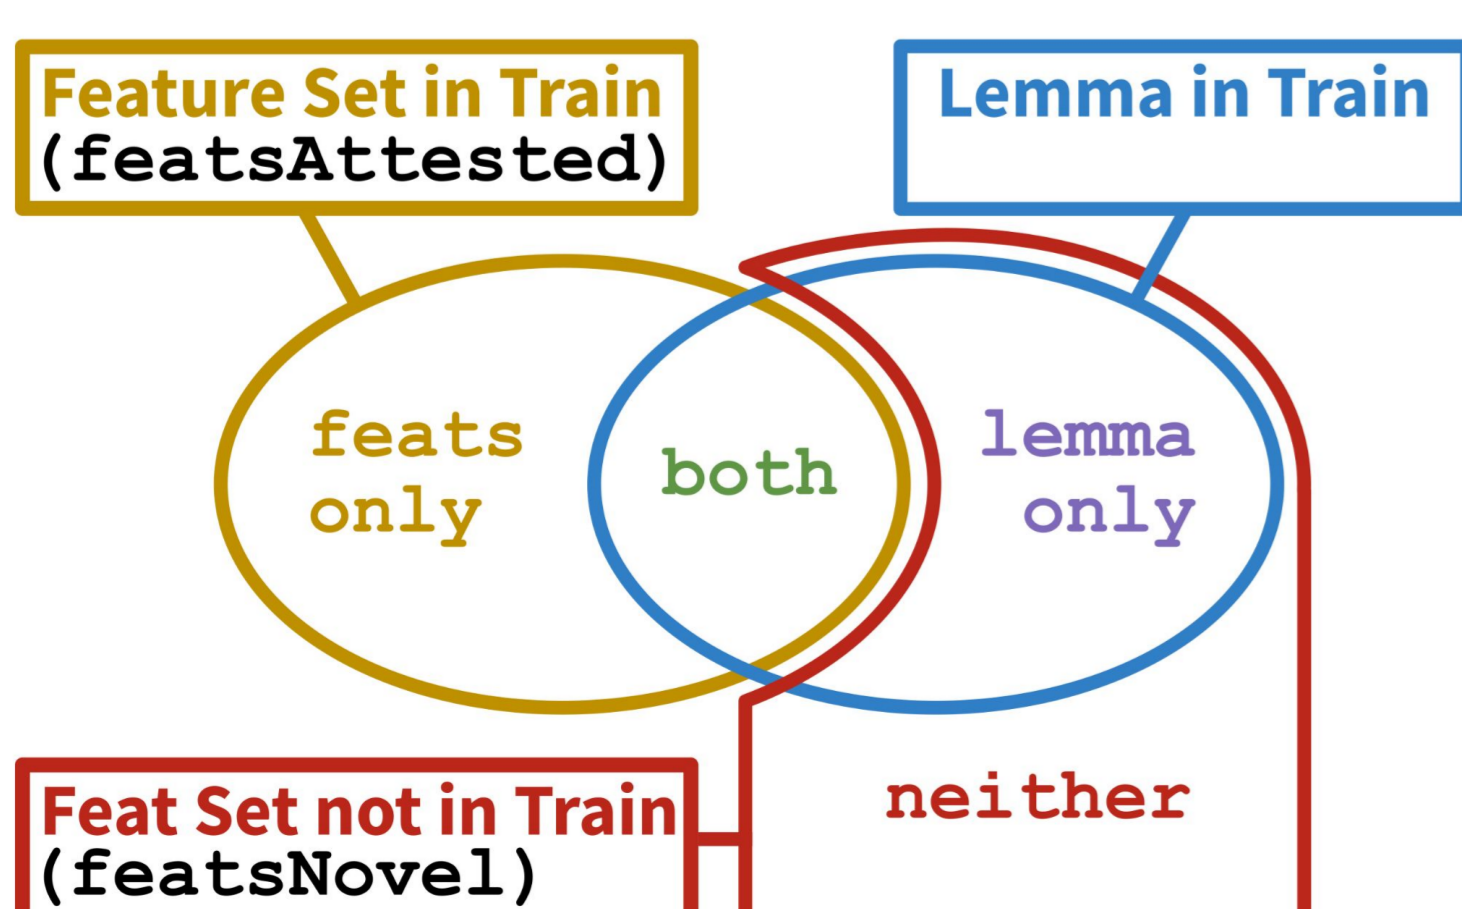 Feature Set in Train
(featsAttested)
Lemma in Train
feats
only
both
lemma
only
neither
Feat Set not in Train
(featsNovel)